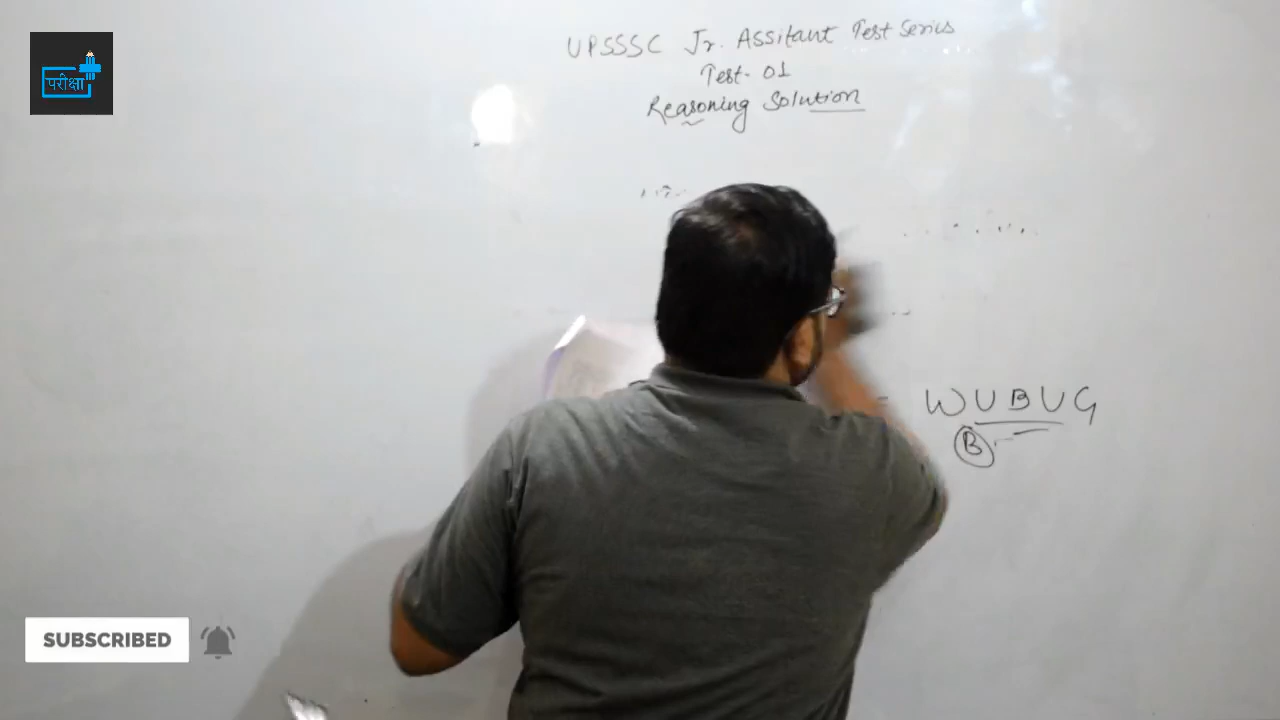 परीक्षा
UPSSSC Jr. Assitant Test Series
Test- 01
Reasoning Solution
WUBUG
B
SUBSCRIBED